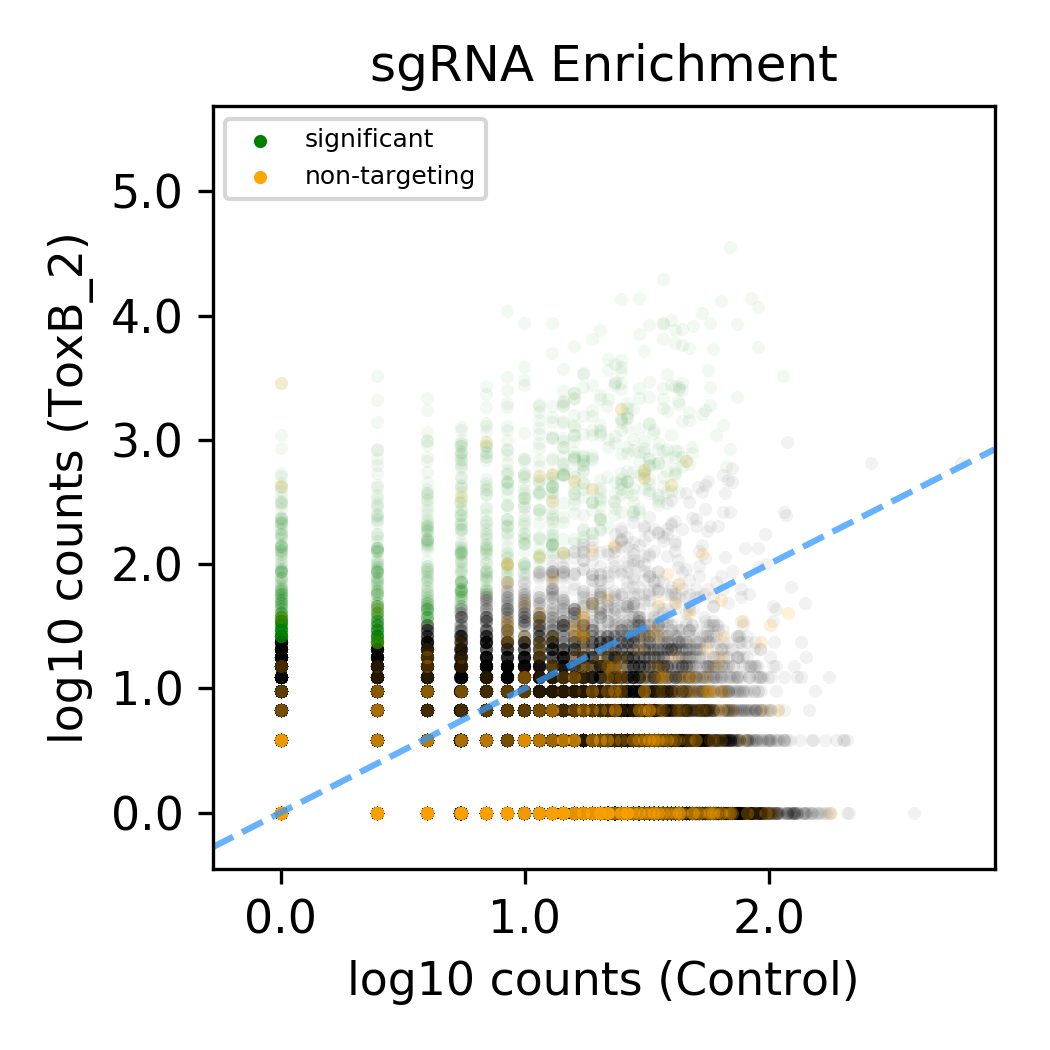 sgRNA Enrichment
significant
non-targeting
log10 counts (ToxB_2)
5.0
4.0
3.0
2.0
1.0
0.0
0.0 1.0 2.0
log10 counts (Control)